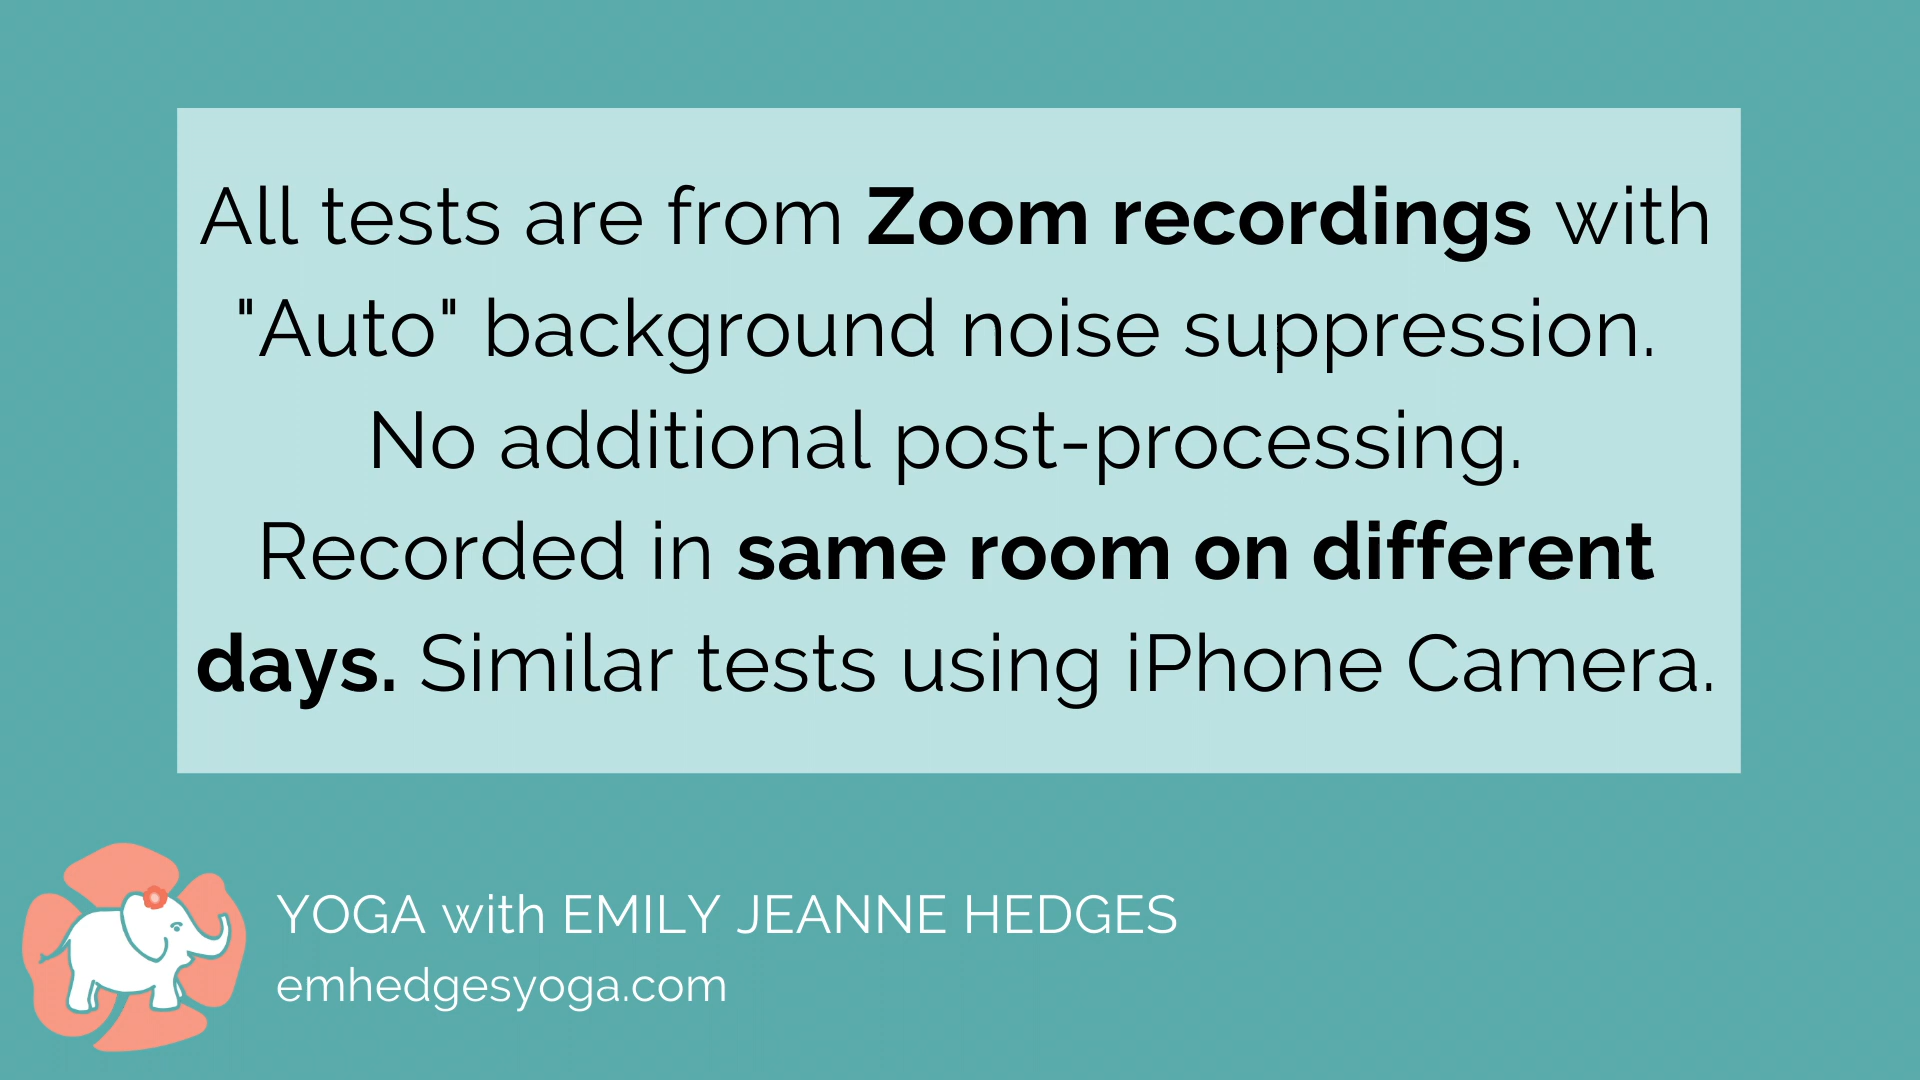 All tests are from Zoom recordings with
"Auto" background noise suppression.
No additional post-processing.
Recorded in same room on different
days. Similar tests using iPhone Camera.
YOGA with EMILY JEANNE HEDGES
emhedgesyoga.com